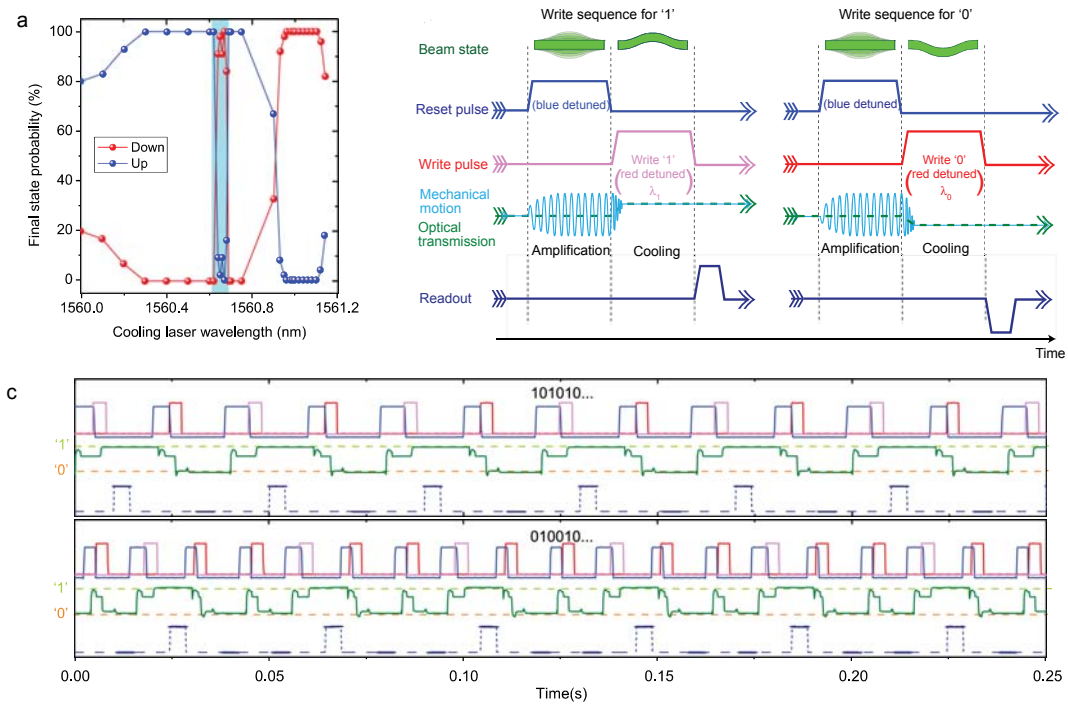 a
100
80
60
40
20
0
Final state probability (%)
Down
Up
1560.0
1560.4
1560.8
1561.2
Cooling laser wavelength (nm)
Write sequence for ‘1’
Write sequence for ‘0’
Beam state
Reset pulse
(blue detuned)
(blue detuned)
Write pulse
Write ‘1’
(red detuned)
λ1
Write ‘0’
(red detuned)
λ0
Mechanical
motion
Optical
transmission
Amplification
Cooling
Amplification
Cooling
Readout
Time
c
101010...
‘1’
‘0’
010010...
‘1’
‘0’
0.00
0.05
0.10
0.15
0.20
0.25
Time(s)